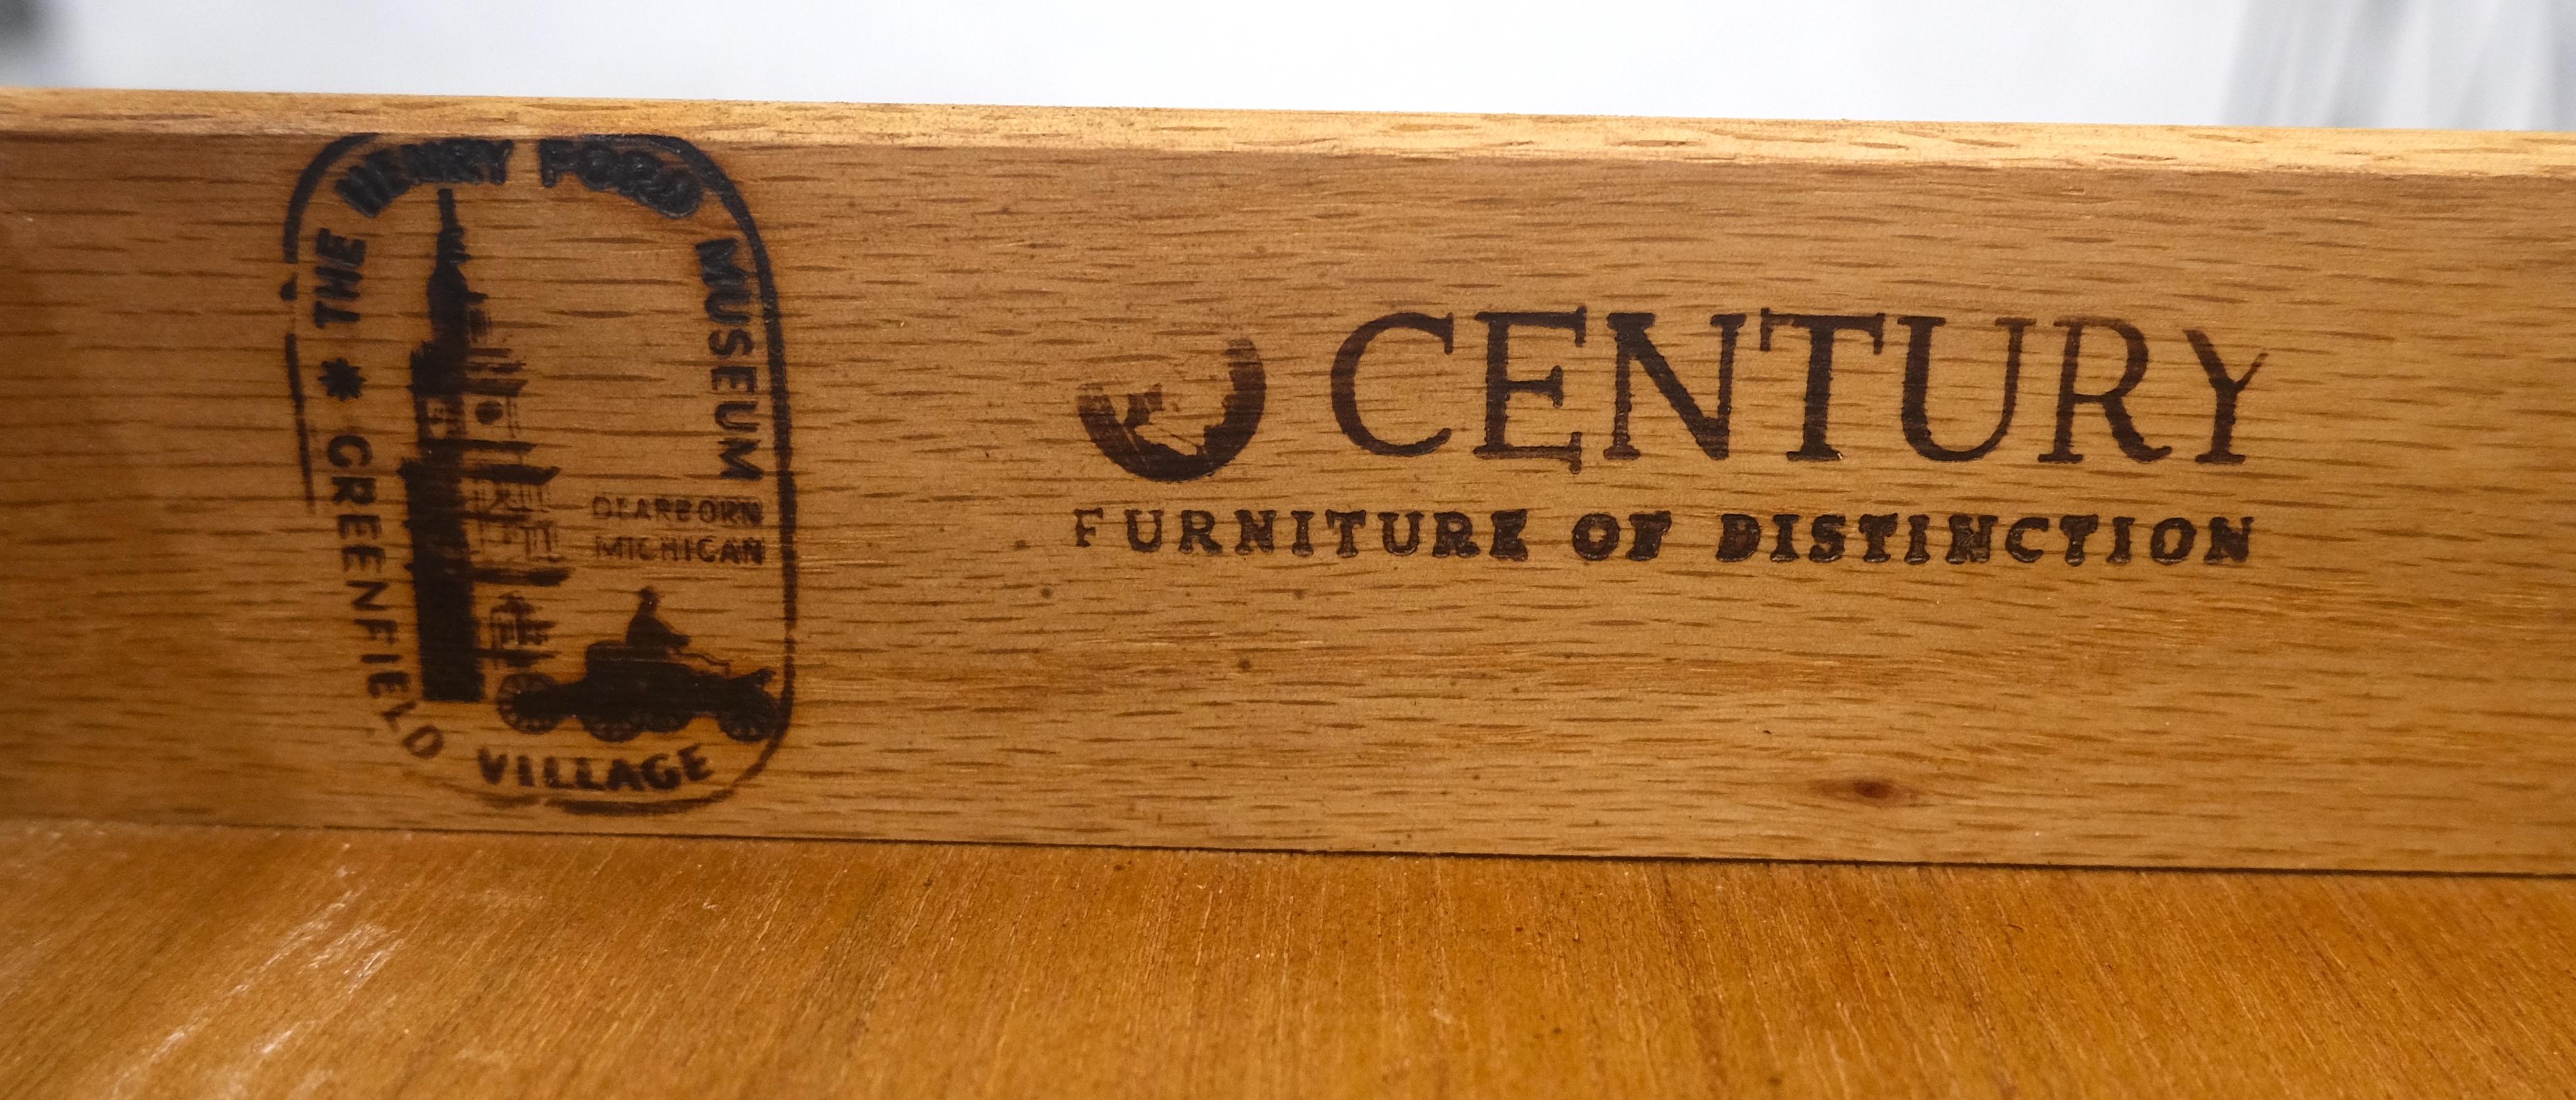 THE HENRY FORD MUSEUM
* GREENFIELD VILLAGE
DEARBORN
MICHIGAN
CENTURY
FURNITURE OF DISTINCTION